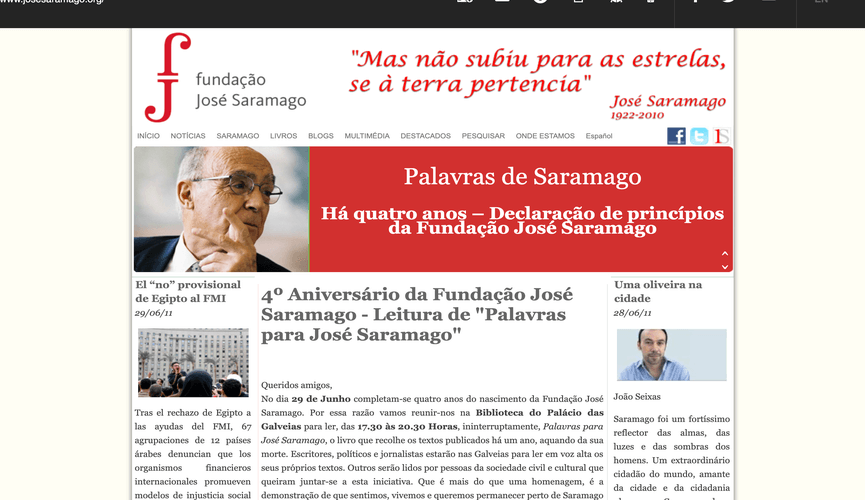 www.josesaramago.org/
EN
fundação
José Saramago
"Mas não subiu para as estrelas,
se à terra pertencia"
José Saramago
1922-2010
INÍCIO NOTÍCIAS SARAMAGO LIVROS BLOGS MULTIMÉDIA DESTACADOS PESQUISAR ONDE ESTAMOS Español
Palavras de Saramago
Há quatro anos – Declaração de princípios
da Fundação José Saramago
El “no” provisional
de Egipto al FMI
29/06/11
Tras el rechazo de Egipto a
las ayudas del FMI, 67
agrupaciones de 12 países
árabes denuncian que los
organismos financieros
internacionales promueven
modelos de injusticia social
4º Aniversário da Fundação José
Saramago - Leitura de "Palavras
para José Saramago"
Queridos amigos,
No dia 29 de Junho completam-se quatro anos do nascimento da Fundação José
Saramago. Por essa razão vamos reunir-nos na Biblioteca do Palácio das
Galveias para ler, das 17.30 às 20.30 Horas, ininterruptamente, Palavras para
José Saramago, o livro que recolhe os textos publicados há um ano, aquando da sua
morte. Escritores, políticos e jornalistas estarão nas Galveias para ler em voz alta os
seus próprios textos. Outros serão lidos por pessoas da sociedade civil e cultural que
queiram juntar-se a esta iniciativa. Que é mais do que uma homenagem, é a
demonstração de que sentimos, vivemos e queremos permanecer perto de Saramago
Uma oliveira na
cidade
28/06/11
João Seixas
Saramago foi um fortíssimo
reflector das almas, das
luzes e das sombras dos
homens. Um extraordinário
cidadão do mundo, amante
da cidade e da cidadania